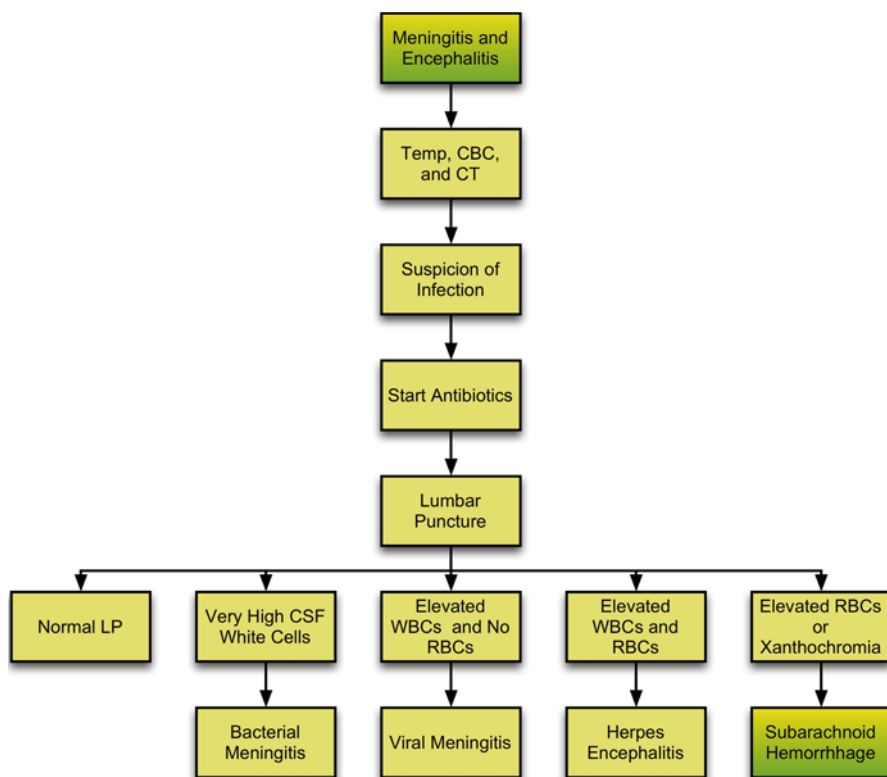 Meningitis and
Encephalitis
Temp, CBC,
and CT
Suspicion of
Infection
Start Antibiotics
Lumbar
Puncture
Normal LP
Very High CSF
White Cells
Elevated
WBCs and No
RBCs
Elevated
WBCs and
RBCs
Elevated RBCs
or
Xanthochromia
Bacterial
Meningitis
Viral Meningitis
Herpes
Encephalitis
Subarachnoid
Hemorrhhage